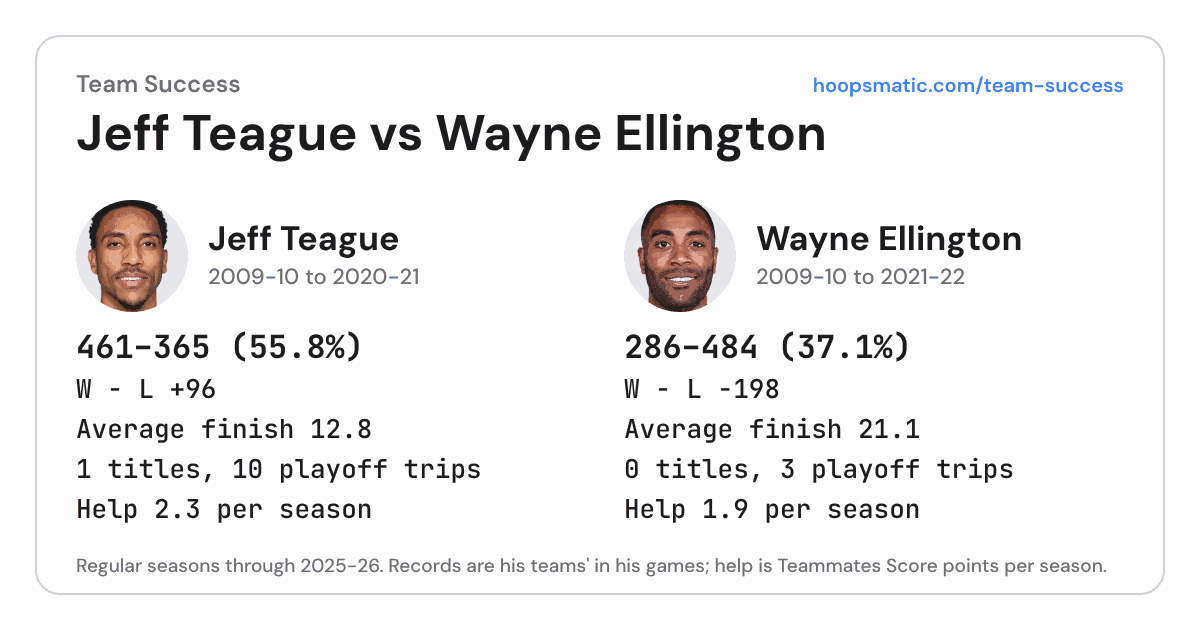 Team Success
hoopsmatic.com/team-success
Jeff Teague vs Wayne Ellington
Jeff Teague
2009-10 to 2020-21
461-365 (55.8%)
W - L +96
Average finish 12.8
1 titles, 10 playoff trips
Help 2.3 per season
Wayne Ellington
2009-10 to 2021-22
286-484 (37.1%)
W - L -198
Average finish 21.1
0 titles, 3 playoff trips
Help 1.9 per season
Regular seasons through 2025-26. Records are his teams' in his games; help is Teammates Score points per season.